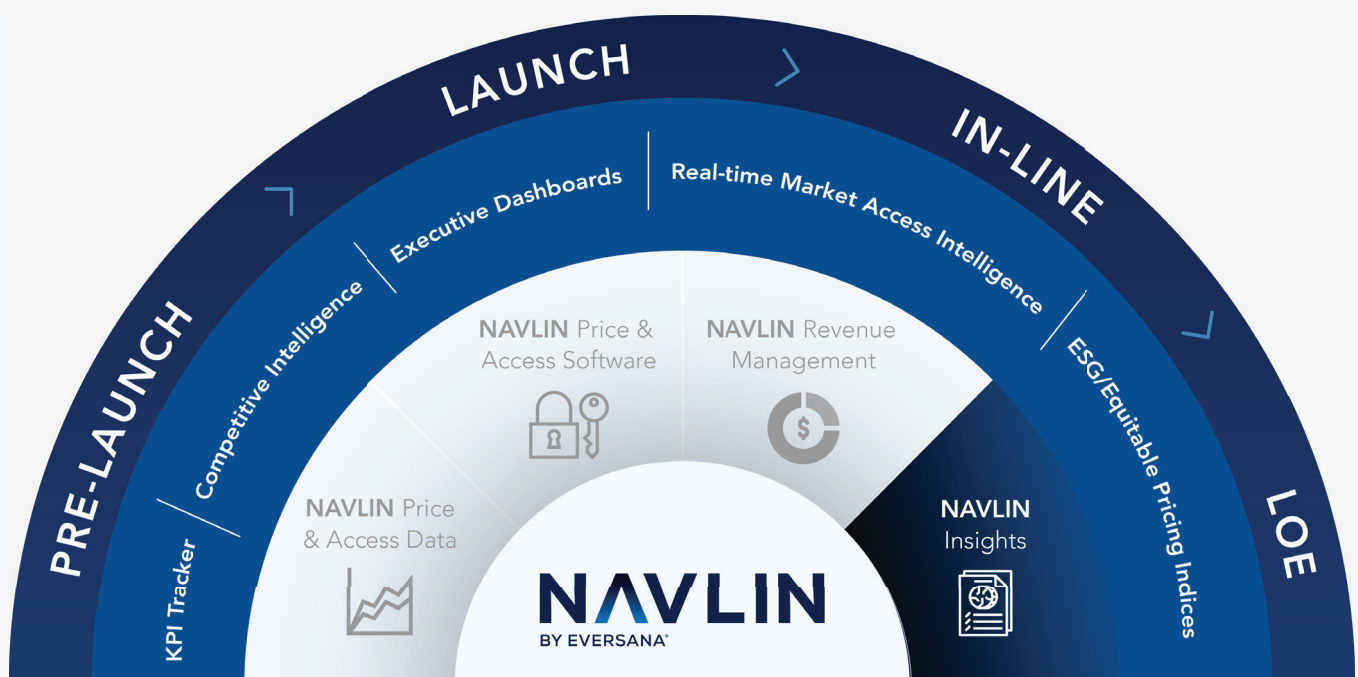 PRE-LAUNCH
LAUNCH
IN-LINE
LOE
KPI Tracker
Competitive Intelligence
Executive Dashboards
Real-time Market Access Intelligence
ESG/Equitable Pricing Indices
NAVLIN Price
& Access Data
NAVLIN Price &
Access Software
NAVLIN Revenue
Management
$
NAVLIN
Insights
NAVLIN
BY EVERSANA®